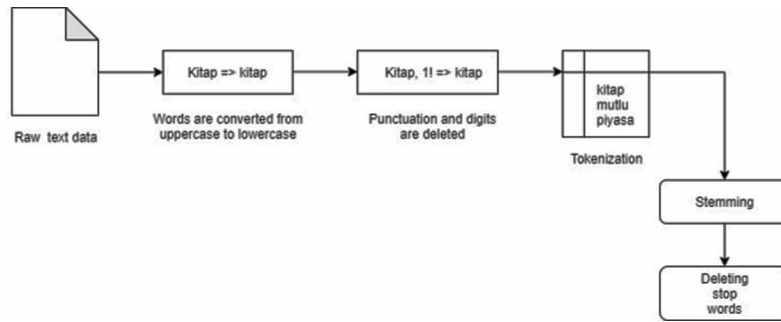 Raw text data
Kitap => kitap
Words are converted from
uppercase to lowercase
Kitap, 1! => kitap
Punctuation and digits
are deleted
kitap
mutlu
piyasa
Tokenization
Stemming
Deleting
stop
words